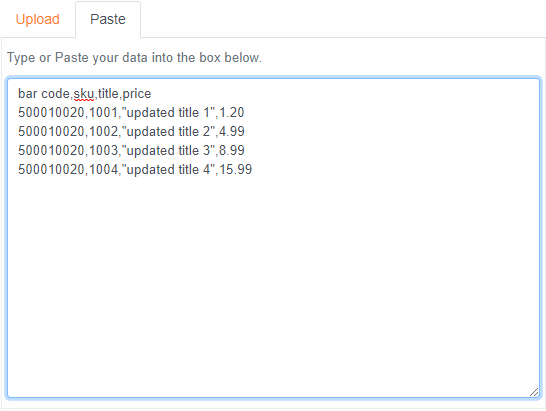 Upload Paste
Type or Paste your data into the box below.
bar code,sku,title,price
500010020,1001,"updated title 1",1.20
500010020,1002,"updated title 2",4.99
500010020,1003,"updated title 3",8.99
500010020,1004,"updated title 4",15.99